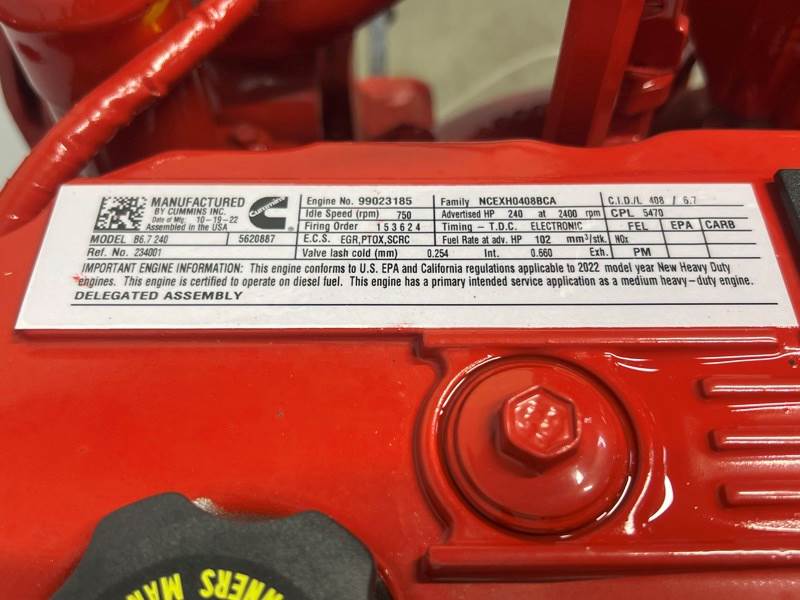 MANUFACTURED
BY CUMMINS INC.
Date of Mfg. 10-19-22
Assembled in the USA
Cummins
MODEL B6.7 240 5620887
Ref. No. 234001
Engine No. 99023185
Idle Speed (rpm) 750
Firing Order 1 5 3 6 2 4
E.C.S. EGR,PTOX,SCRC
Valve lash cold (mm) 0.254 Int. 0.660 Exh.
Family NCEXH0408BCA
Advertised HP 240 at 2400 rpm
Timing - T.D.C. ELECTRONIC
Fuel Rate at adv. HP 102 mm³/stk.
C.I.D./L 408 / 6.7
CPL 5470
FEL EPA CARB
NOx
PM
IMPORTANT ENGINE INFORMATION: This engine conforms to U.S. EPA and California regulations applicable to 2022 model year New Heavy Duty
engines. This engine is certified to operate on diesel fuel. This engine has a primary intended service application as a medium heavy-duty engine.
DELEGATED ASSEMBLY